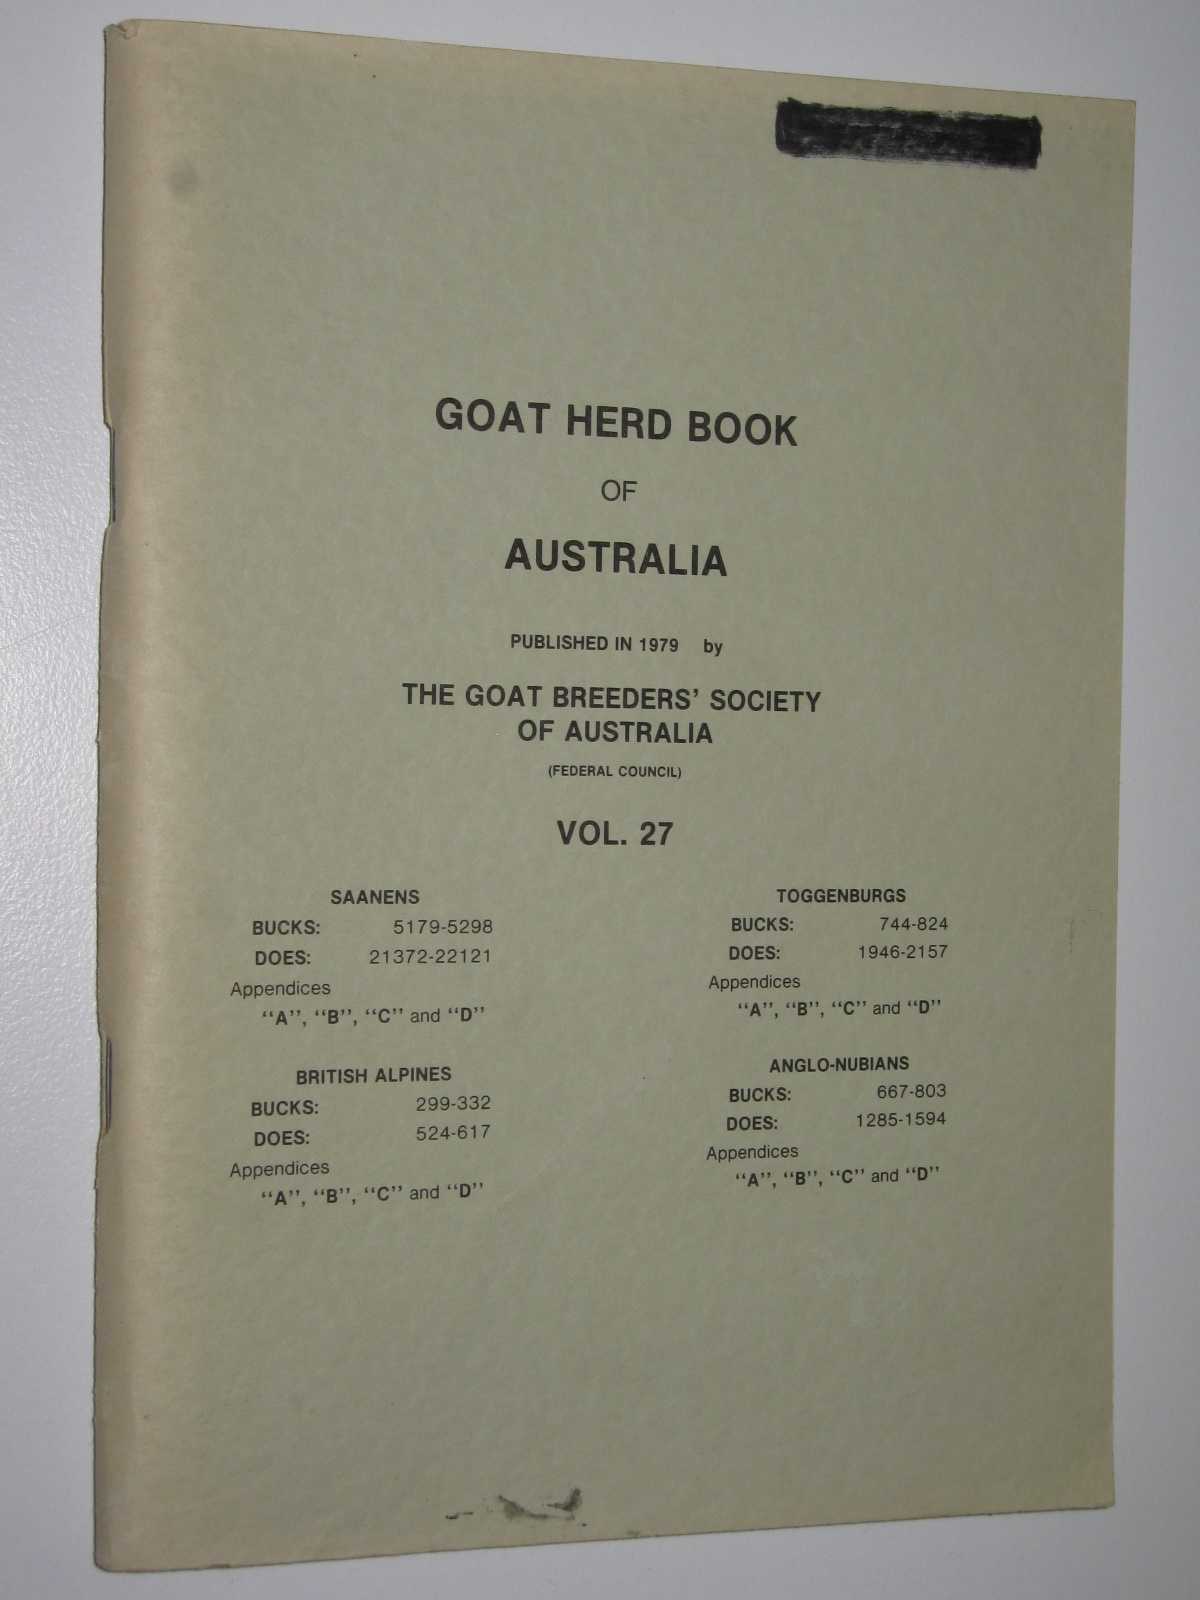 GOAT HERD BOOK
OF
AUSTRALIA
PUBLISHED IN 1979 by
THE GOAT BREEDERS' SOCIETY
OF AUSTRALIA
(FEDERAL COUNCIL)
VOL. 27
SAANENS
BUCKS: 5179-5298
DOES: 21372-22121
Appendices
"A", "B", "C" and "D"
TOGGENBURGS
BUCKS: 744-824
DOES: 1946-2157
Appendices
"A", "B", "C" and "D"
BRITISH ALPINES
BUCKS: 299-332
DOES: 524-617
Appendices
"A", "B", "C" and "D"
ANGLO-NUBIANS
BUCKS: 667-803
DOES: 1285-1594
Appendices
"A", "B", "C" and "D"